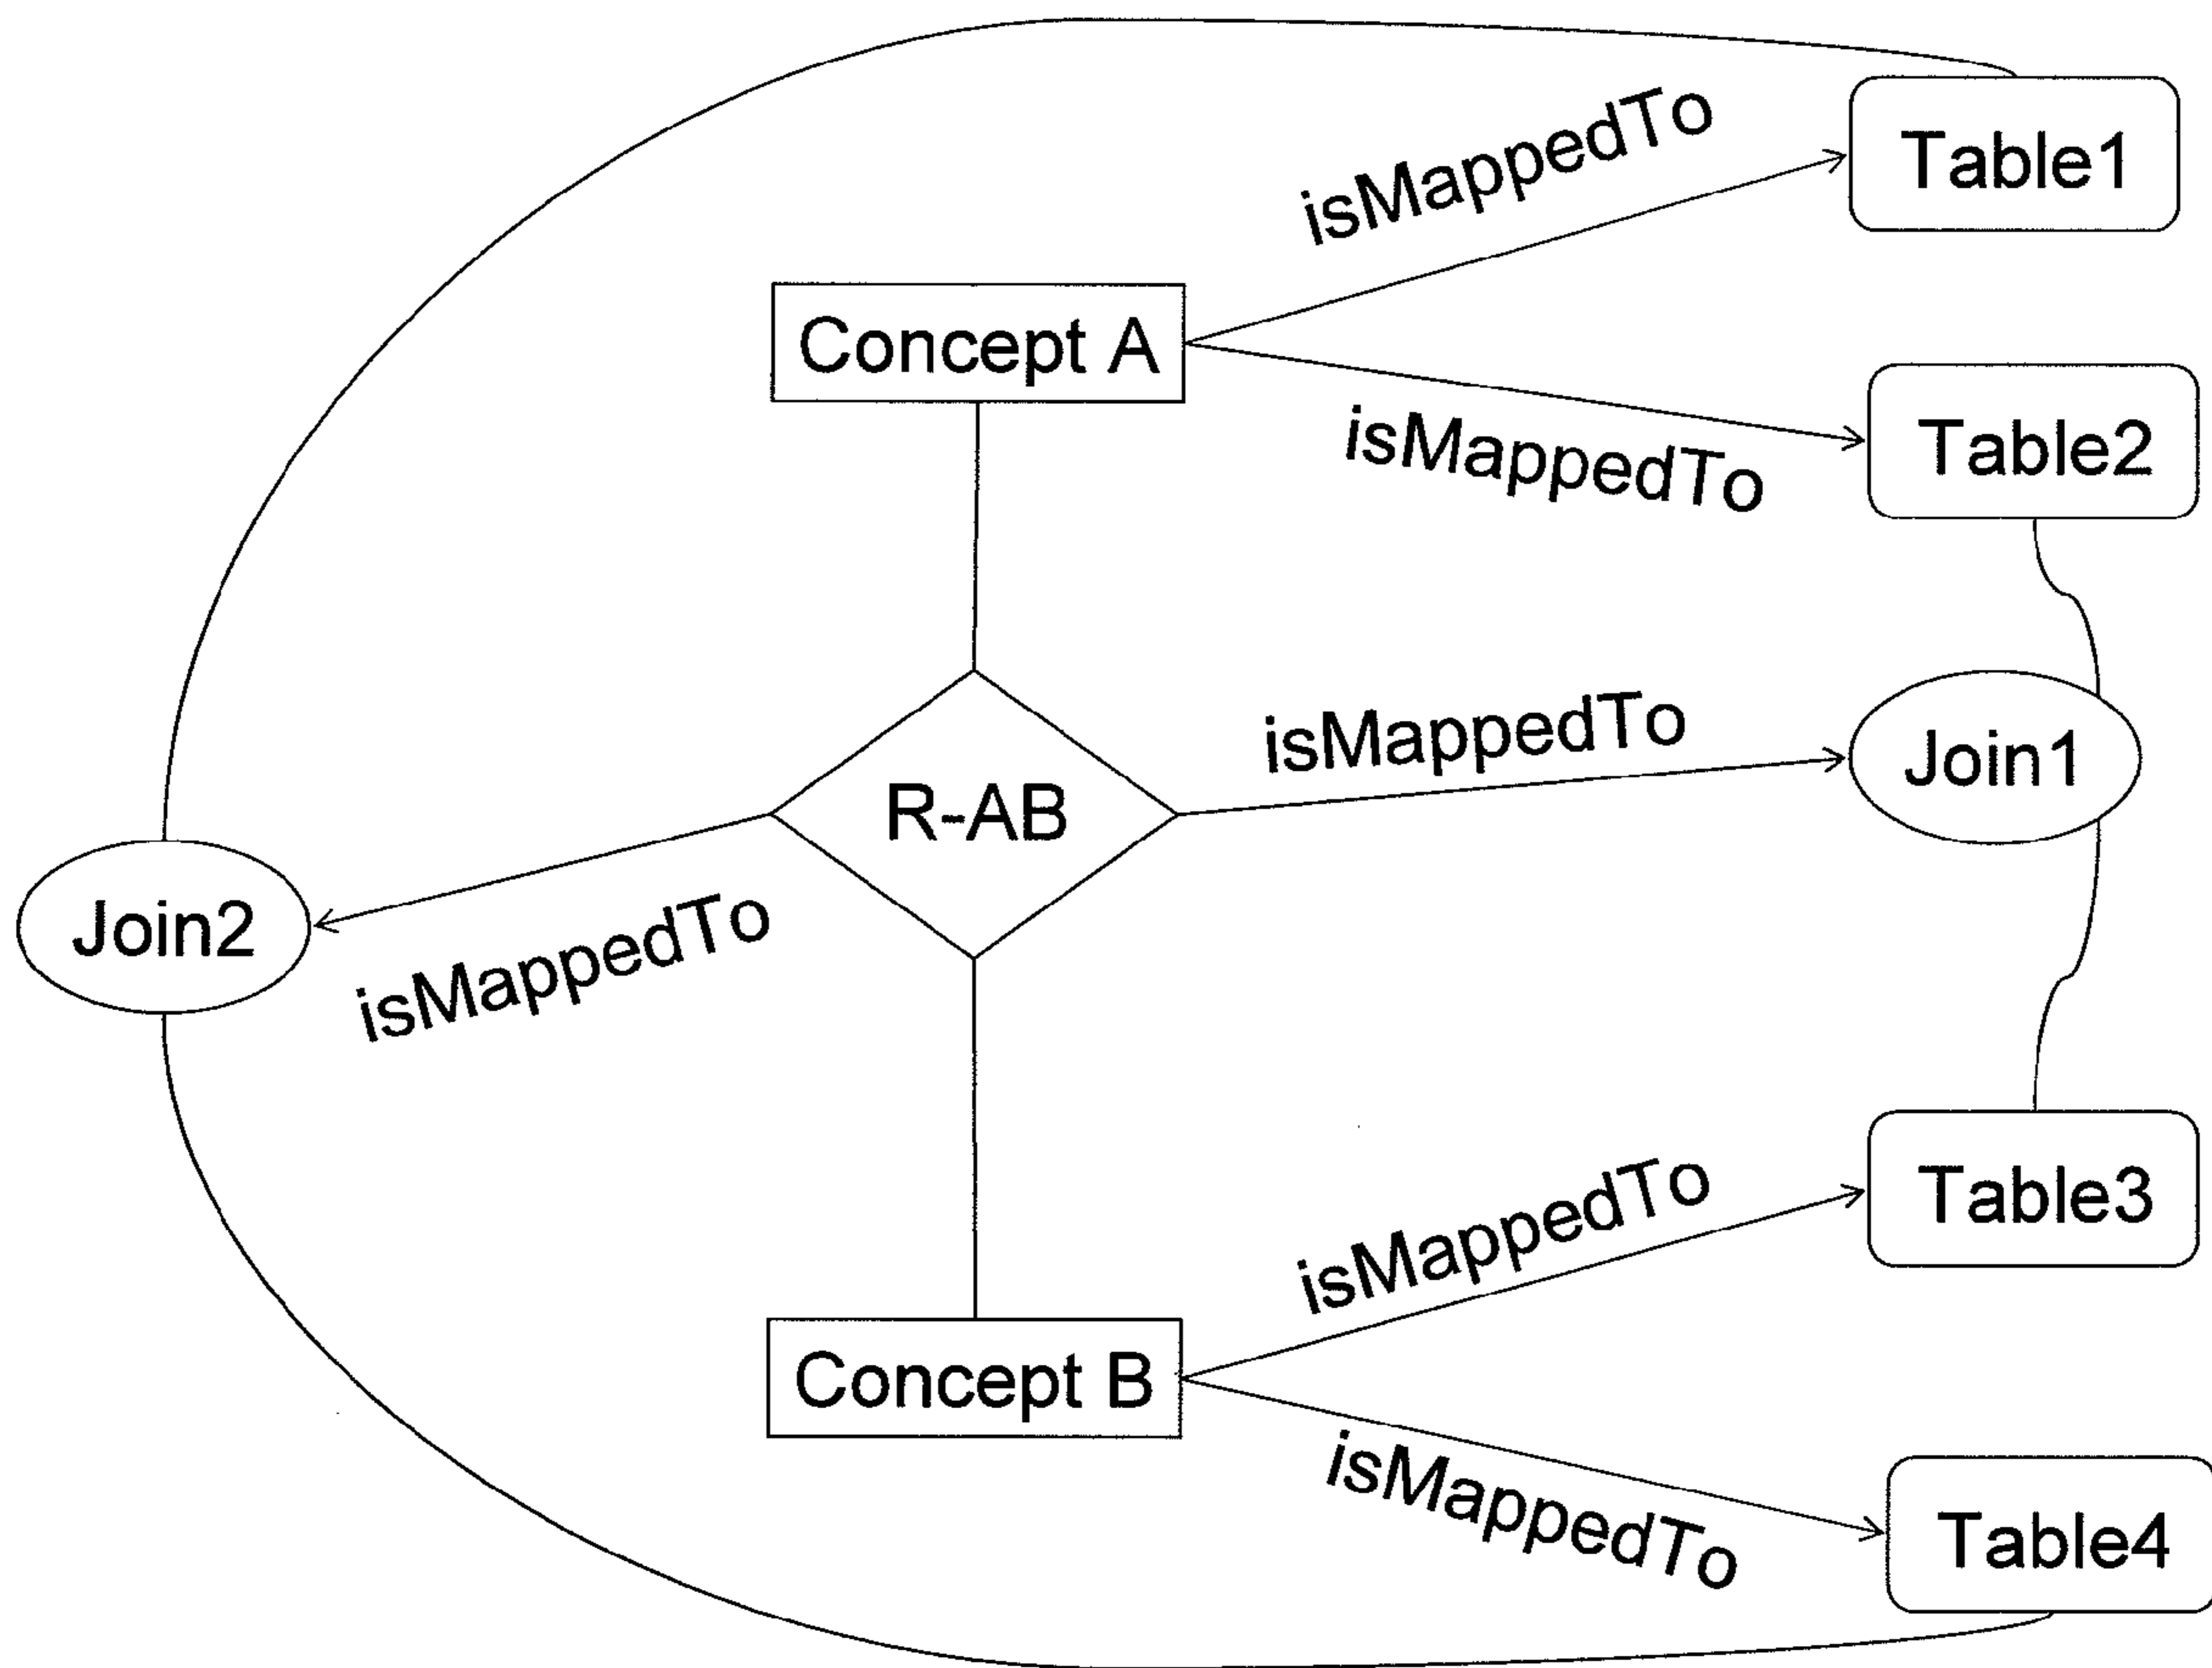 isMappedTo
Table1
Concept A
isMappedTo
Table2
isMappedTo
Join1
R-AB
Join2
isMappedTo
isMappedTo
Table3
Concept B
isMappedTo
Table4